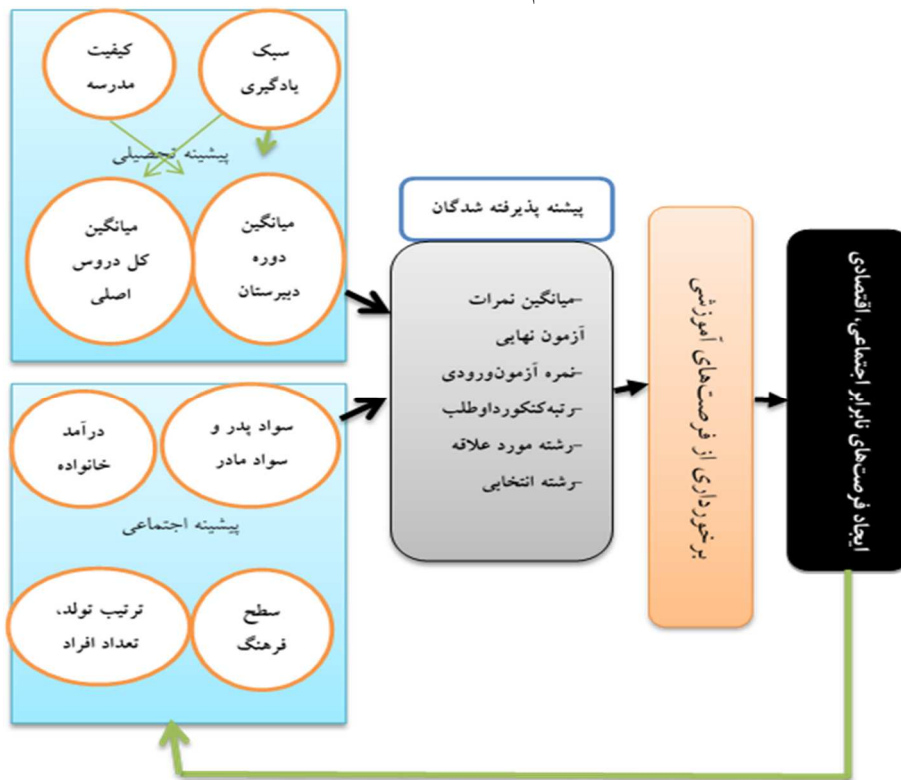 سبک
یادگیری
کیفیت
مدرسه
پیشینه تحصیلی
میانگین
دوره
دبیرستان
میانگین
کل دروس
اصلی
سواد پدر و
سواد مادر
درآمد
خانواده
پیشینه اجتماعی
سطح
فرهنگ
ترتیب تولد،
تعداد افراد
پیشنه پذیرفته شدگان
-میانگین نمرات
آزمون نهایی
-نمره آزمون‌ورودی
-رتبه‌کنکورداوطلب
-رشته مورد علاقه
-رشته انتخابی
برخورداری از فرصت‌های آموزشی
ایجاد فرصت‌های نابرابر اجتماعی، اقتصادی